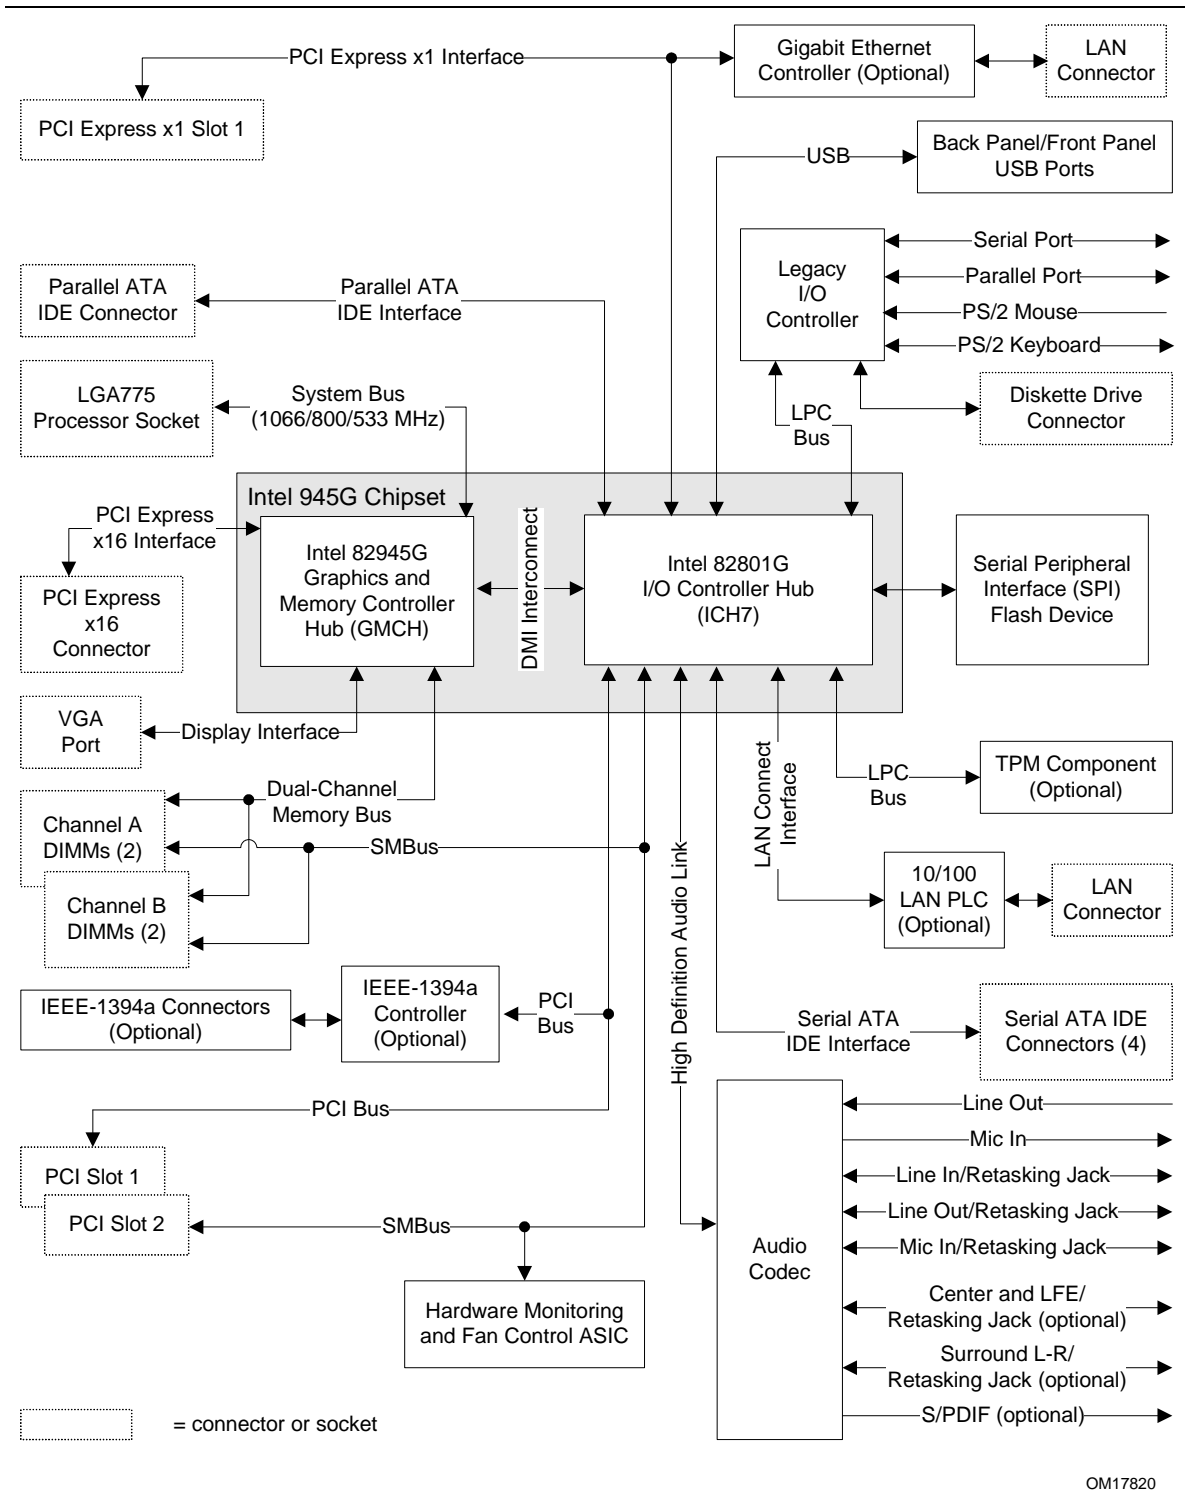 PCI Express x1 Interface
Gigabit Ethernet
Controller (Optional)
LAN
Connector
PCI Express x1 Slot 1
USB
Back Panel/Front Panel
USB Ports
Legacy
I/O
Controller
Serial Port
Parallel Port
PS/2 Mouse
PS/2 Keyboard
Parallel ATA
IDE Connector
Parallel ATA
IDE Interface
LGA775
Processor Socket
System Bus
(1066/800/533 MHz)
LPC
Bus
Diskette Drive
Connector
Intel 945G Chipset
PCI Express
x16 Interface
Intel 82945G
Graphics and
Memory Controller
Hub (GMCH)
DMI Interconnect
Intel 82801G
I/O Controller Hub
(ICH7)
Serial Peripheral
Interface (SPI)
Flash Device
PCI Express
x16
Connector
VGA
Port
Display Interface
LAN Connect
Interface
LPC
Bus
TPM Component
(Optional)
Dual-Channel
Memory Bus
Channel A
DIMMs (2)
SMBus
Channel B
DIMMs (2)
High Definition Audio Link
10/100
LAN PLC
(Optional)
LAN
Connector
IEEE-1394a Connectors
(Optional)
IEEE-1394a
Controller
(Optional)
PCI
Bus
Serial ATA
IDE Interface
Serial ATA IDE
Connectors (4)
PCI Bus
PCI Slot 1
PCI Slot 2
SMBus
Hardware Monitoring
and Fan Control ASIC
Audio
Codec
Line Out
Mic In
Line In/Retasking Jack
Line Out/Retasking Jack
Mic In/Retasking Jack
Center and LFE/
Retasking Jack (optional)
Surround L-R/
Retasking Jack (optional)
S/PDIF (optional)
= connector or socket
OM17820